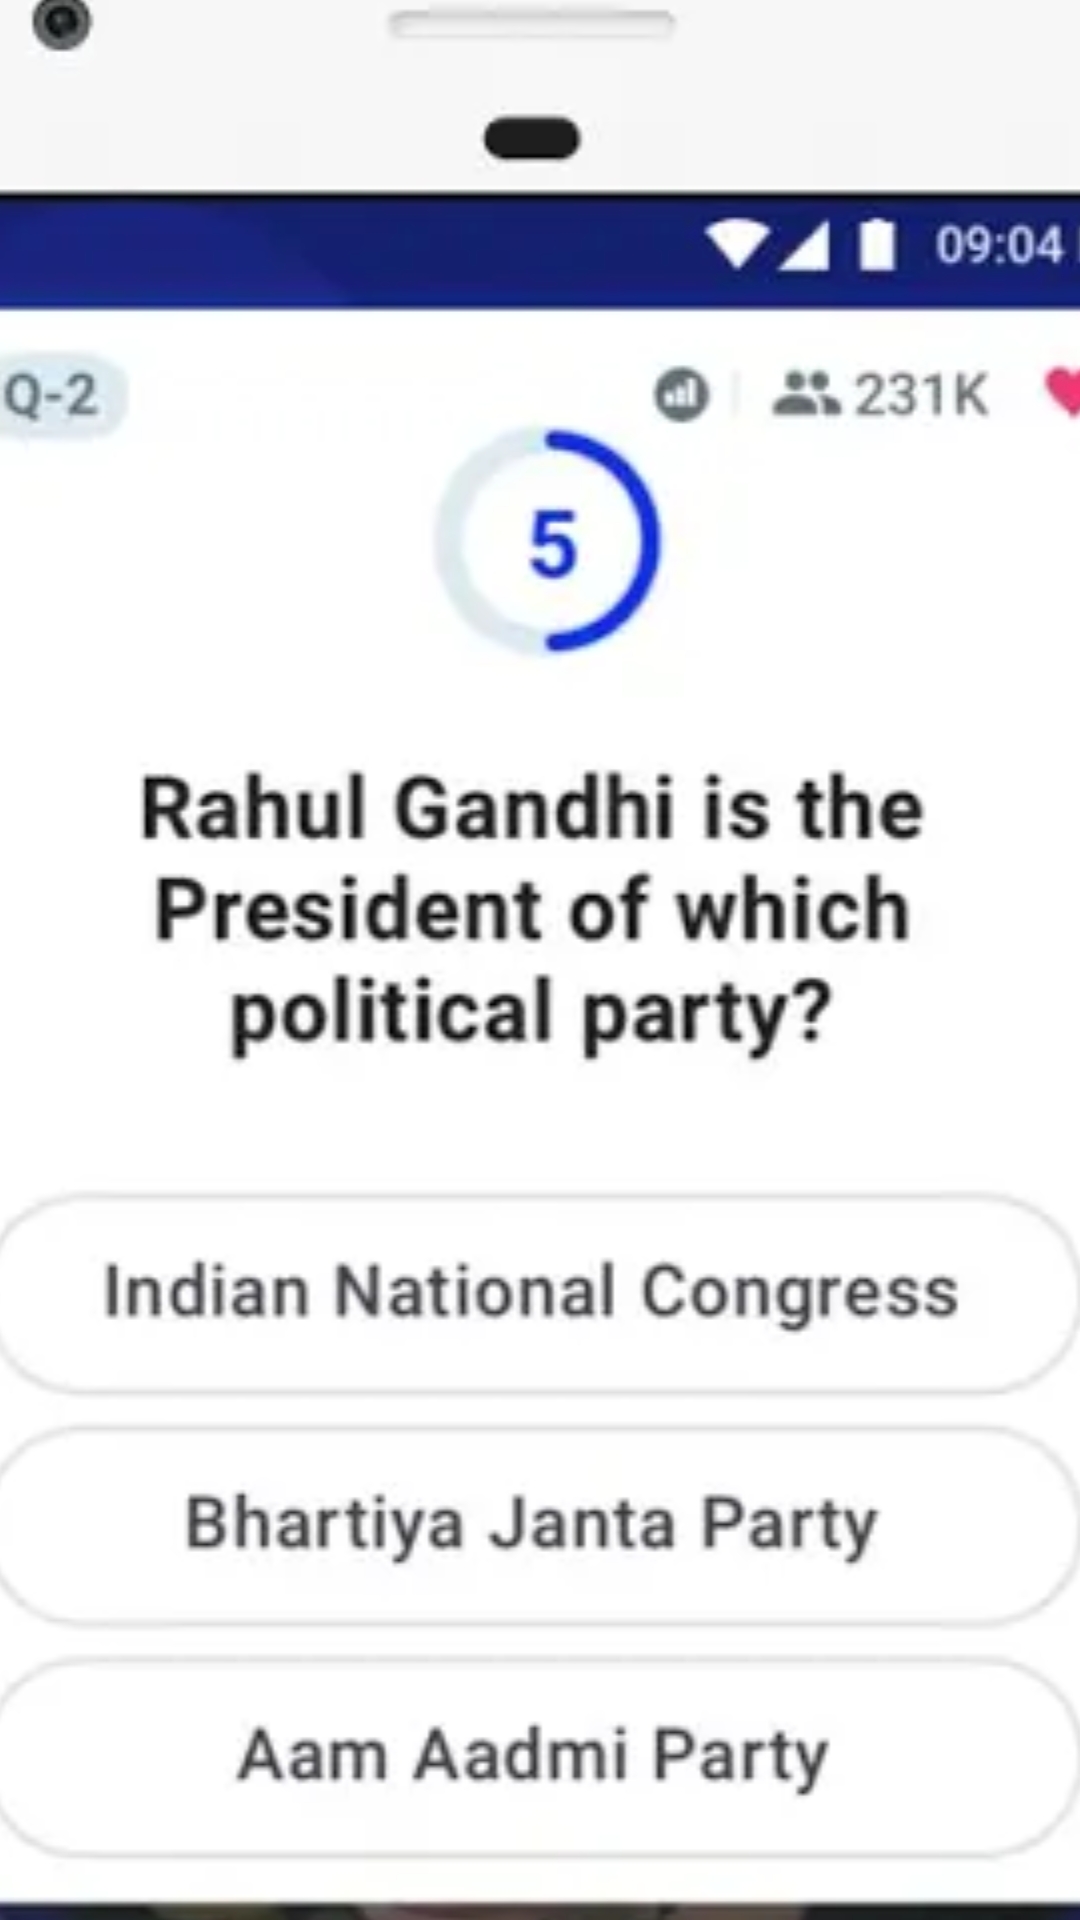 09:04
Q-2
231K
5
Rahul Gandhi is the
President of which
political party?
Indian National Congress
Bhartiya Janta Party
Aam Aadmi Party